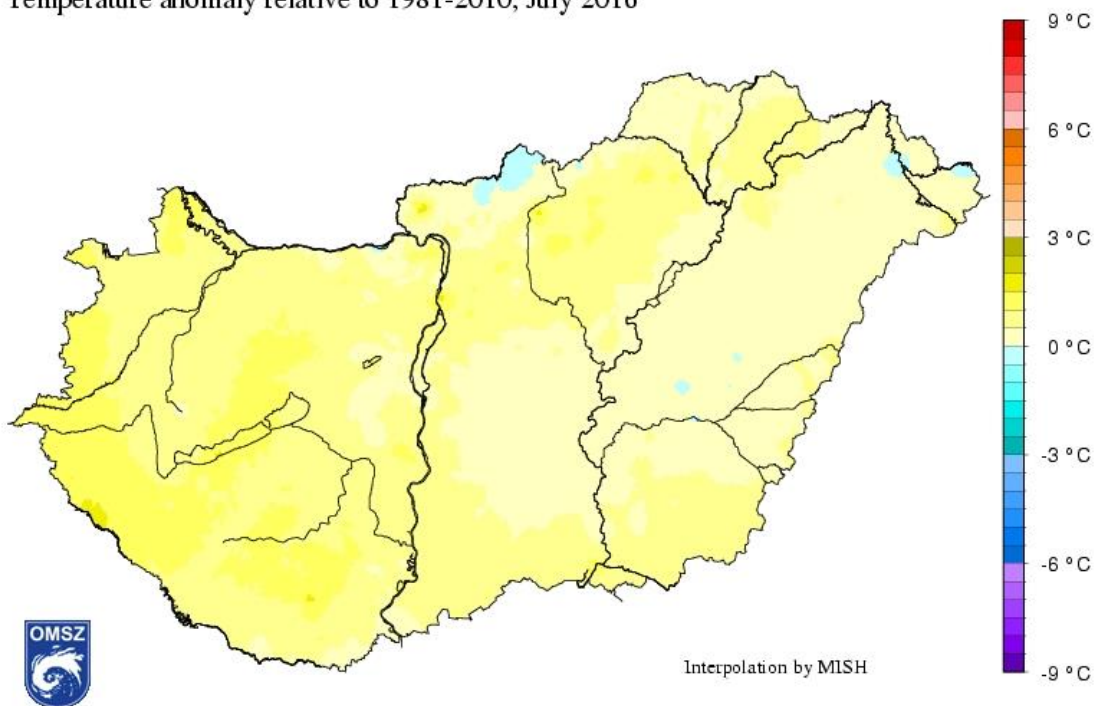 Temperature anomaly relative to 1981-2010, July 2016
9 °C
6 °C
3 °C
0 °C
-3 °C
-6 °C
-9 °C
OMSZ
Interpolation by MISH